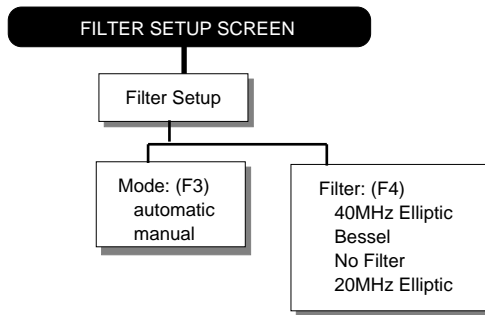 FILTER SETUP SCREEN
Filter Setup
Mode: (F3)
automatic
manual
Filter: (F4)
40MHz Elliptic
Bessel
No Filter
20MHz Elliptic